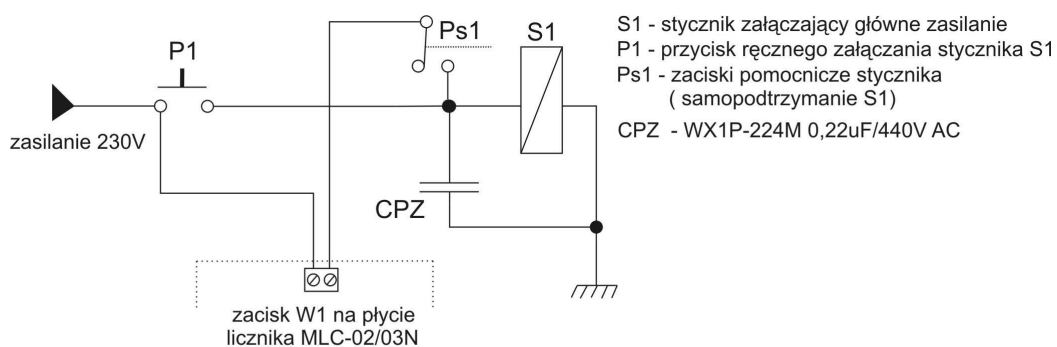 P1
Ps1
S1
zasilanie 230V
CPZ
zacisk W1 na płycie
licznika MLC-02/03N
S1 - stycznik załączający główne zasilanie
P1 - przycisk ręcznego załączania stycznika S1
Ps1 - zaciski pomocnicze stycznika
( samopodtrzymanie S1)
CPZ - WX1P-224M 0,22uF/440V AC